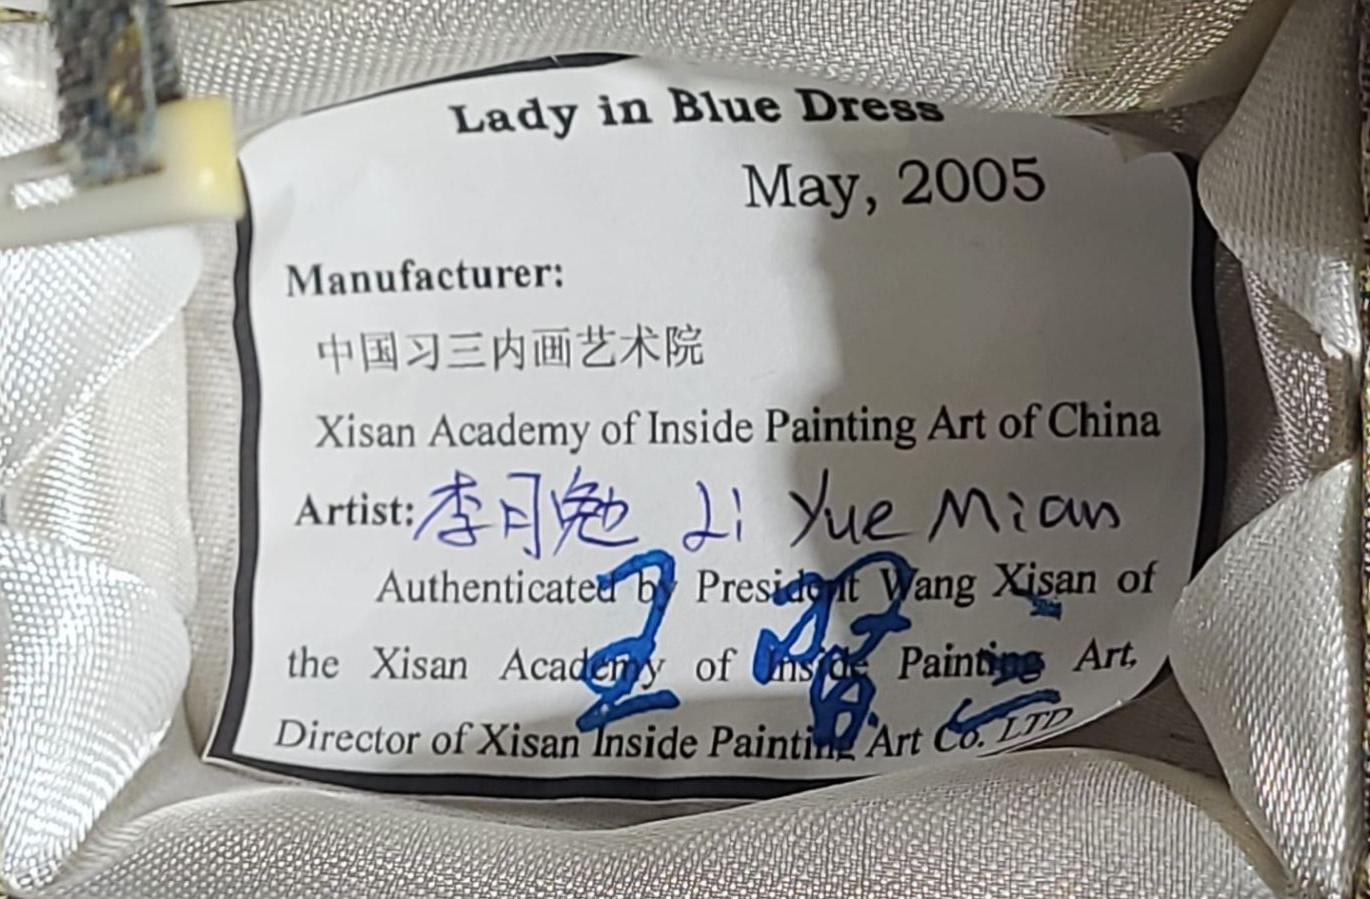 Lady in Blue Dress
May, 2005
Manufacturer:
中国习三内画艺术院
Xisan Academy of Inside Painting Art of China
Artist: 李月勉 Li Yue Mian
Authenticated by President Wang Xisan of
the Xisan Academy of Inside Painting Art,
Director of Xisan Inside Painting Art Co. LTD
王习三